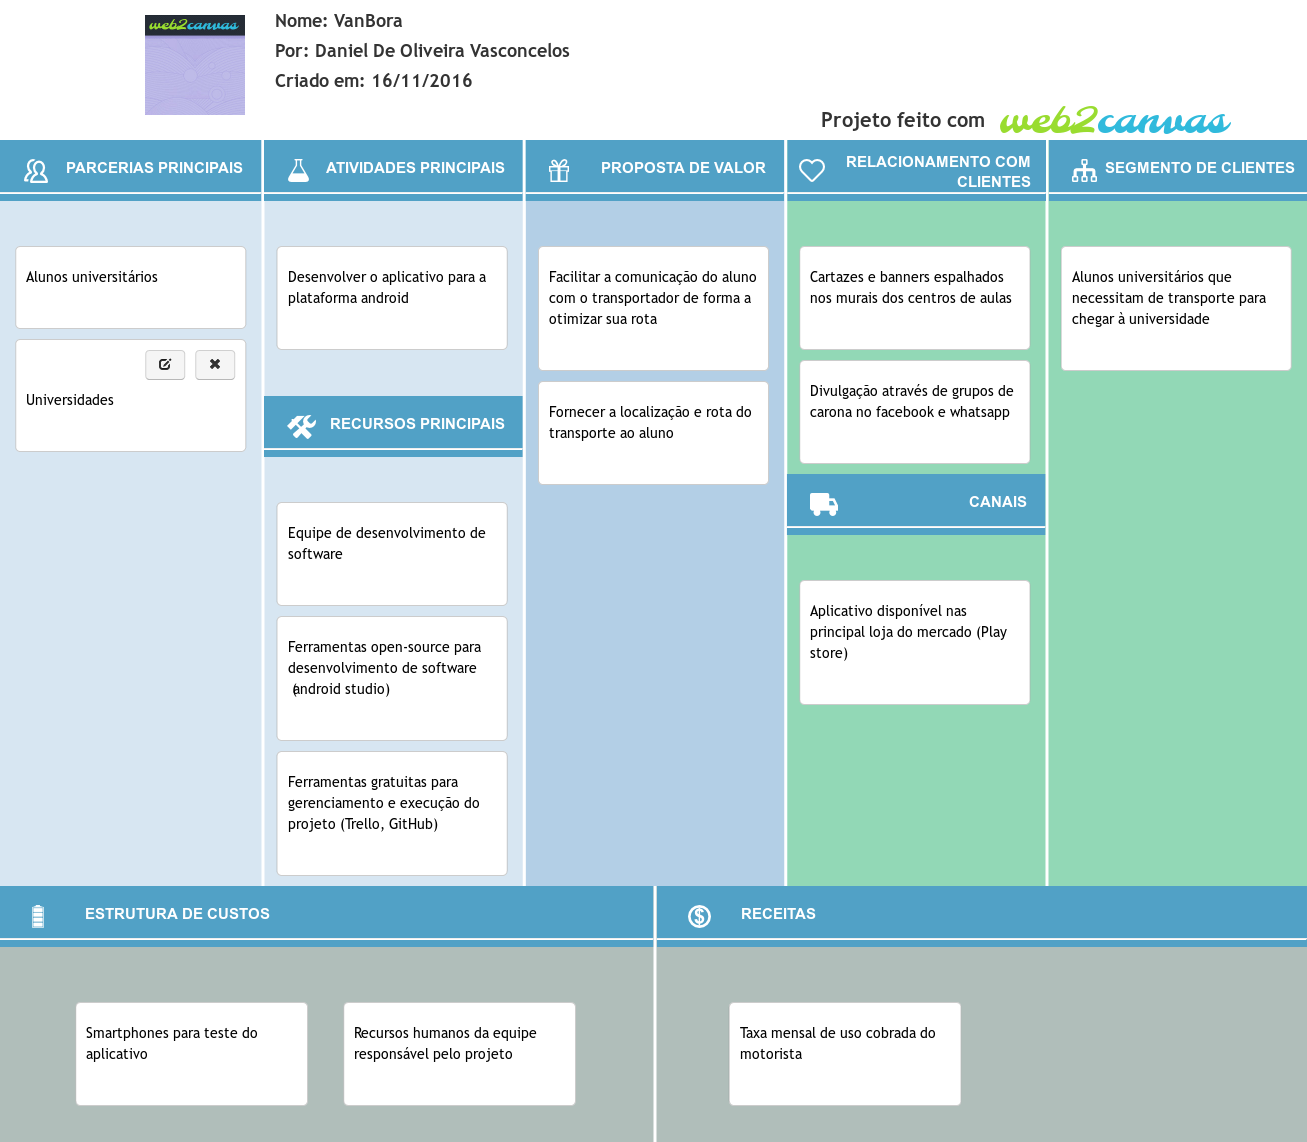 web2canvas
Nome: VanBora
Por: Daniel De Oliveira Vasconcelos
Criado em: 16/11/2016
Projeto feito com web2canvas
PARCERIAS PRINCIPAIS
Alunos universitários
Universidades
ATIVIDADES PRINCIPAIS
Desenvolver o aplicativo para a
plataforma android
RECURSOS PRINCIPAIS
Equipe de desenvolvimento de
software
Ferramentas open-source para
desenvolvimento de software
(android studio)
Ferramentas gratuitas para
gerenciamento e execução do
projeto (Trello, GitHub)
PROPOSTA DE VALOR
Facilitar a comunicação do aluno
com o transportador de forma a
otimizar sua rota
Fornecer a localização e rota do
transporte ao aluno
RELACIONAMENTO COM
CLIENTES
Cartazes e banners espalhados
nos murais dos centros de aulas
Divulgação através de grupos de
carona no facebook e whatsapp
CANAIS
Aplicativo disponível nas
principal loja do mercado (Play
store)
SEGMENTO DE CLIENTES
Alunos universitários que
necessitam de transporte para
chegar à universidade
ESTRUTURA DE CUSTOS
Smartphones para teste do
aplicativo
Recursos humanos da equipe
responsável pelo projeto
RECEITAS
Taxa mensal de uso cobrada do
motorista